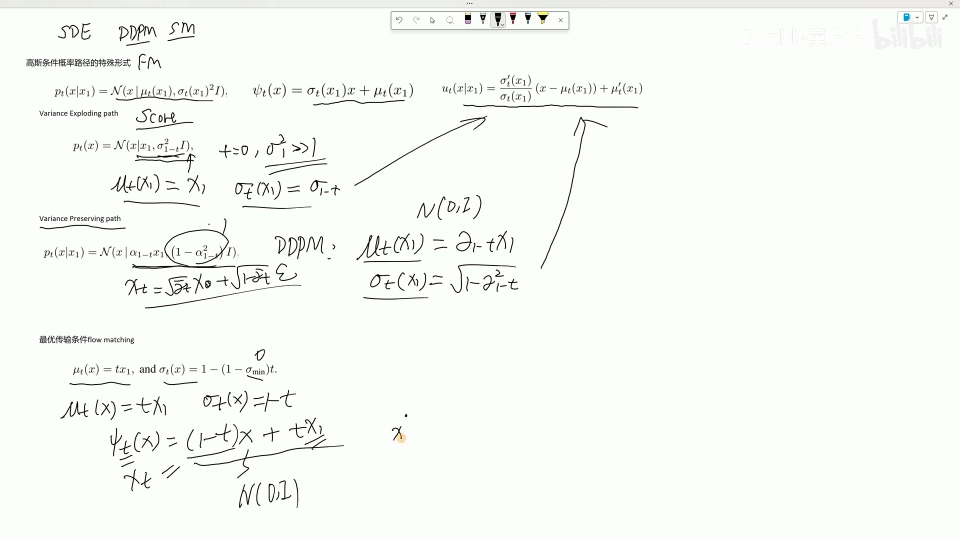 SDE DDPM SM
高斯条件概率路径的特殊形式 FM
p_t(x|x_1) = N(x | μ_t(x_1), σ_t(x_1)^2 I), ψ_t(x) = σ_t(x_1)x + μ_t(x_1) u_t(x|x_1) = σ'_t(x_1)/σ_t(x_1) (x − μ_t(x_1)) + μ'_t(x_1)
Variance Exploding path Score
p_t(x) = N(x|x_1, σ^2_{1−t} I), t=0, σ_1^2 >> 1
μ_t(x_1) = x_1 σ_t(x_1) = σ_{1−t}
N(0,I)
Variance Preserving path 1
p_t(x|x_1) = N(x | α_{1−t}x_1, (1 − α^2_{1−t}) I). DDPM: μ_t(x_1) = α_{1−t}x_1
x_t = √ᾱ_t x_0 + √1−ᾱ_t ε σ_t(x_1) = √1−α^2_{1−t}
最优传输条件flow matching
0
μ_t(x) = tx_1, and σ_t(x) = 1 − (1 − σ_min)t.
μ_t(x) = tx_1 σ_t(x) = 1−t
ψ_t(x) = (1−t)x + tx_1 x_1
x_t =
N(0,I)
bilibili